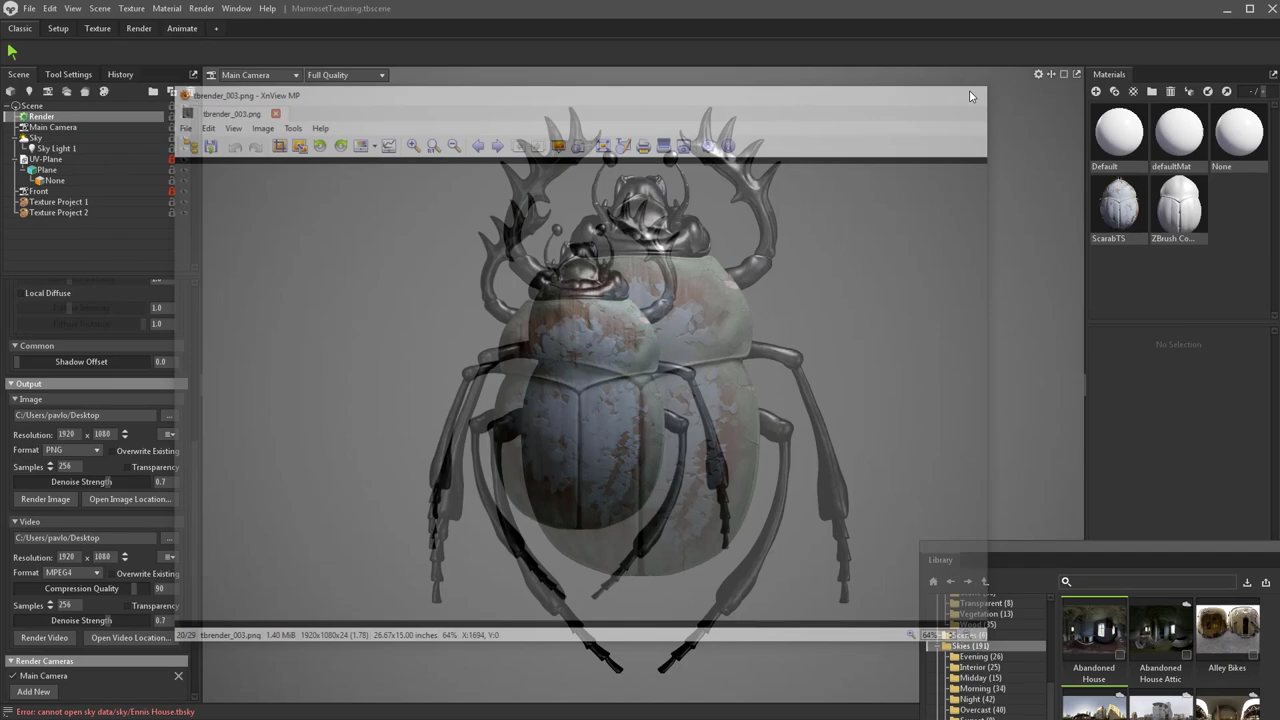 File Edit View Scene Texture Material Render Window Help MarmosetTexturing.tbscene
Classic Setup Texture Render Animate +
Scene Tool Settings History
Main Camera Full Quality
Materials
Scene
Render
Main Camera
Sky
Sky Light 1
UV-Plane
Plane
None
Front
Texture Project 1
Texture Project 2
tbrender_003.png - XnView MP
tbrender_003.png
File Edit View Image Tools Help
Default defaultMat None
ScarabTS ZBrush Co...
No Selection
Local Diffuse
1.0
1.0
Common
Shadow Offset 0.0
Output
Image
C:/Users/pavlo/Desktop ...
Resolution: 1920 x 1080
Format PNG Overwrite Existing
Samples 256 Transparency
Denoise Strength 0.7
Render Image Open Image Location...
Video
C:/Users/pavlo/Desktop ...
Resolution: 1920 x 1080
Format MPEG4 Overwrite Existing
Compression Quality 90
Samples 256 Transparency
Denoise Strength 0.7
Render Video Open Video Location...
Render Cameras
Main Camera
Add New
20/29 tbrender_003.png 1.40 MiB 1920x1080x24 (1.78) 26.67x15.00 inches 64% X:1694, Y:0
64%
Library
Transparent (8)
Vegetation (13)
Wood (35)
Scenes (6)
Skies (191)
Evening (26)
Interior (25)
Midday (15)
Morning (34)
Night (42)
Overcast (40)
Abandoned House
Abandoned House Attic
Alley Bikes
Error: cannot open sky data/sky/Ennis House.tbsky